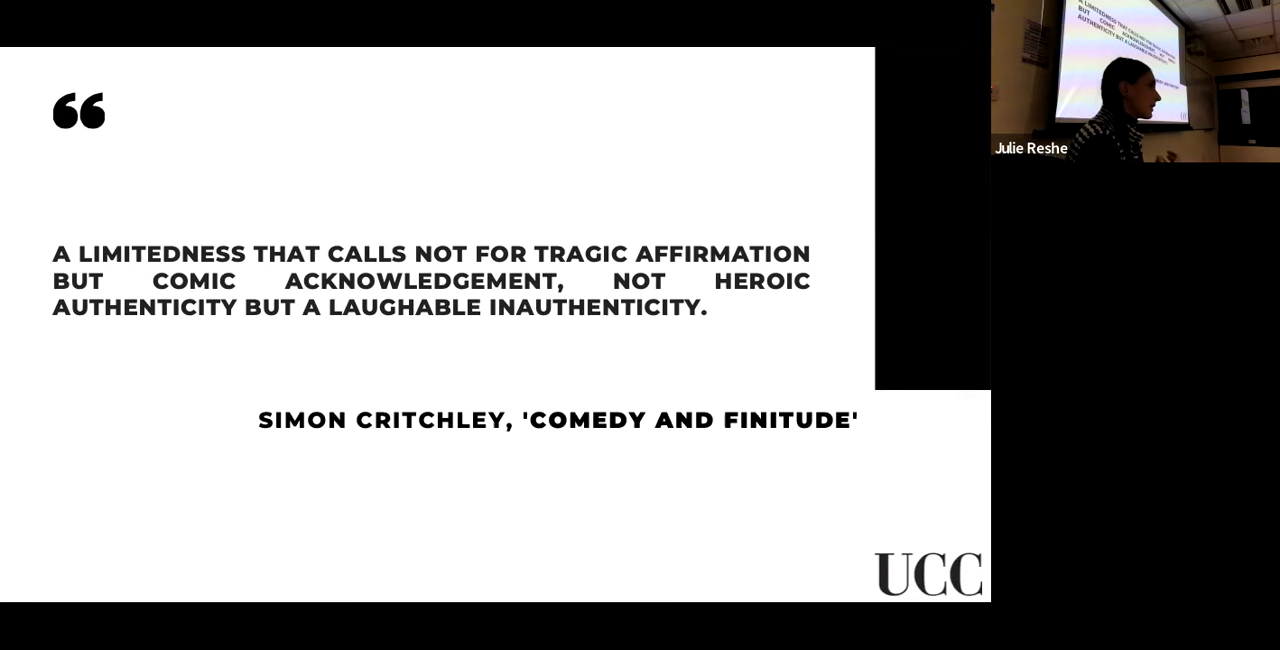 A LIMITEDNESS THAT CALLS NOT FOR TRAGIC AFFIRMATION
BUT COMIC ACKNOWLEDGEMENT, NOT HEROIC
AUTHENTICITY BUT A LAUGHABLE INAUTHENTICITY.
SIMON CRITCHLEY, 'COMEDY AND FINITUDE'
UCC
Julie Reshe